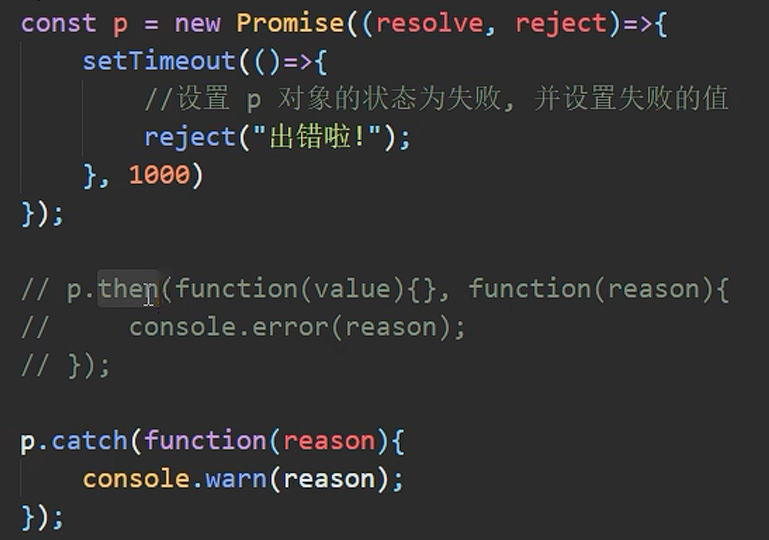 const p = new Promise((resolve, reject)=>{
    setTimeout(()=>{
        //设置 p 对象的状态为失败, 并设置失败的值
        reject("出错啦!");
    }, 1000)
});
// p.then(function(value){}, function(reason){
//     console.error(reason);
// });
p.catch(function(reason){
    console.warn(reason);
});